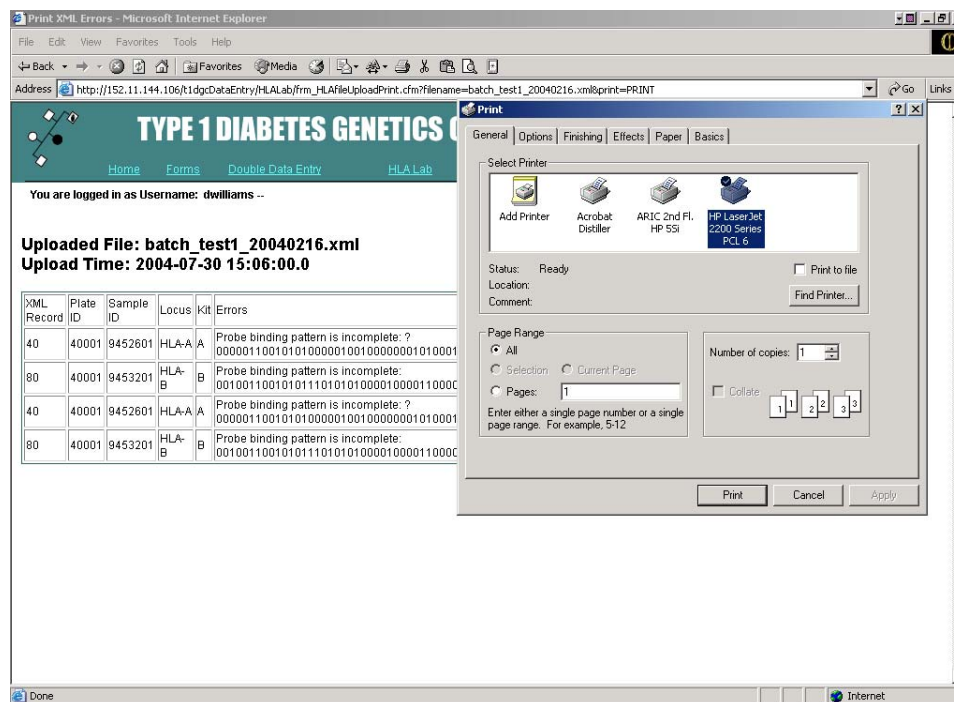 Print XML Errors - Microsoft Internet Explorer
File Edit View Favorites Tools Help
Back Favorites Media
Address http://152.11.144.106/t1dgcDataEntry/HLALab/frm_HLAfileUploadPrint.cfm?filename=batch_test1_20040216.xml&print=PRINT Go Links
TYPE 1 DIABETES GENETICS
Home Forms Double Data Entry HLA Lab
You are logged in as Username: dwilliams --
Uploaded File: batch_test1_20040216.xml
Upload Time: 2004-07-30 15:06:00.0
XML Record Plate ID Sample ID Locus Kit Errors
40 40001 9452601 HLA-A A Probe binding pattern is incomplete: ?
80 40001 9453201 HLA-B B Probe binding pattern is incomplete:
40 40001 9452601 HLA-A A Probe binding pattern is incomplete: ?
80 40001 9453201 HLA-B B Probe binding pattern is incomplete:
Print
General Options Finishing Effects Paper Basics
Select Printer
Add Printer
Acrobat Distiller
ARIC 2nd Fl. HP 5Si
HP LaserJet 2200 Series PCL 6
Status: Ready
Location:
Comment:
Print to file
Find Printer...
Page Range
All
Selection Current Page
Pages: 1
Enter either a single page number or a single
page range. For example, 5-12
Number of copies: 1
Collate
1 1 2 2 3 3
Print Cancel Apply
Done Internet